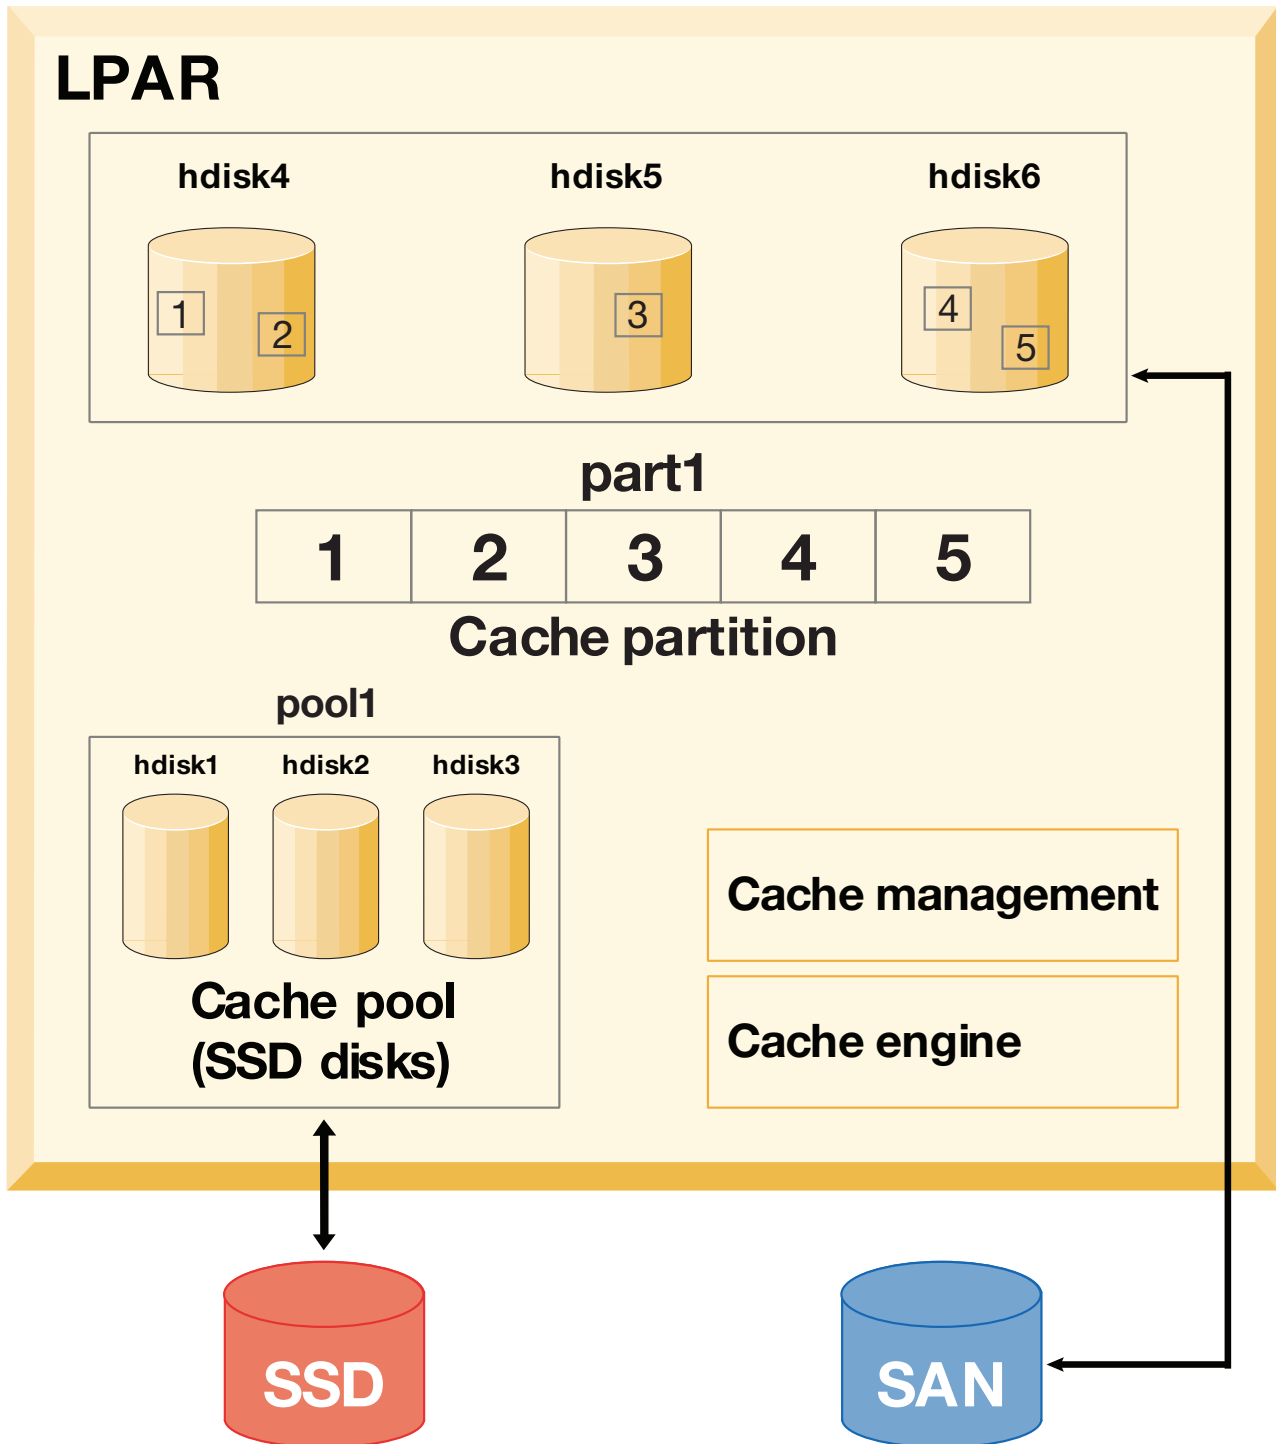 LPAR
hdisk4 hdisk5 hdisk6
1 2 3 4 5
part1
1 2 3 4 5
Cache partition
pool1
hdisk1 hdisk2 hdisk3
Cache pool
(SSD disks)
Cache management
Cache engine
SSD SAN